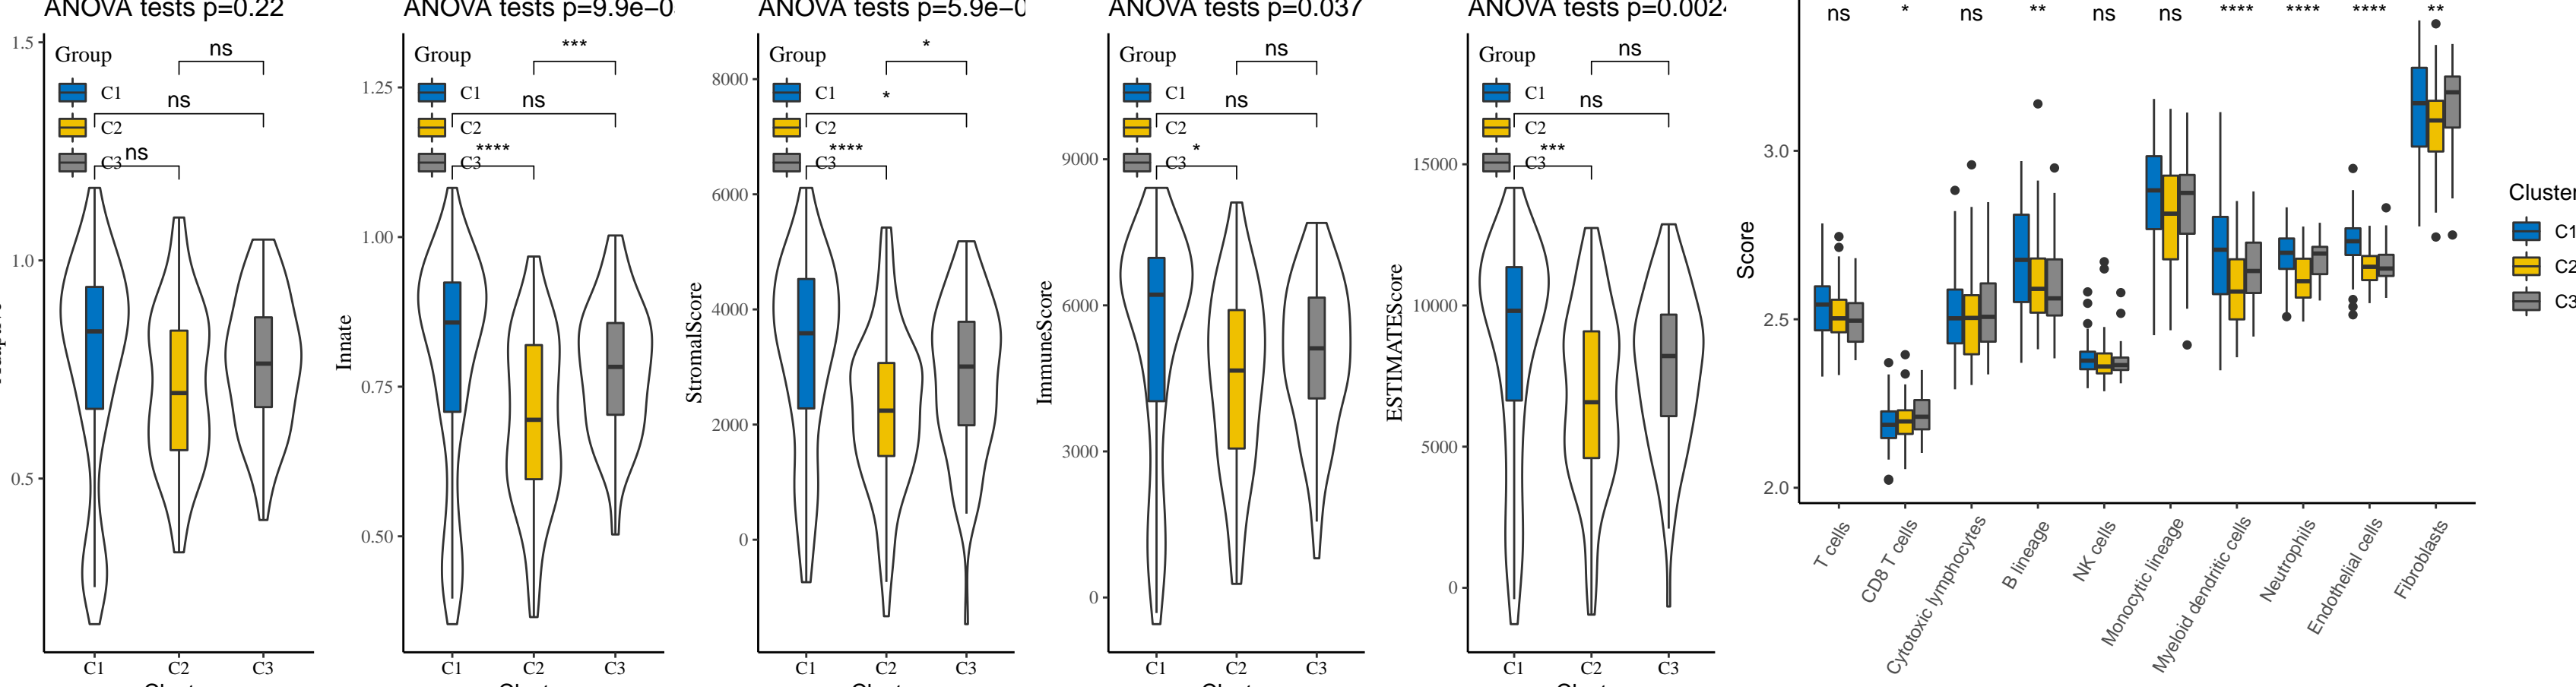 ANOVA tests p=0.22
Group
C1
C2
C3
ns
ns
ns
1.5
1.0
0.5
C1 C2 C3
ANOVA tests p=9.9e−0
Group
C1
C2
C3
***
ns
****
Innate
1.25
1.00
0.75
0.50
C1 C2 C3
ANOVA tests p=5.9e−0
Group
C1
C2
C3
*
*
****
StromalScore
8000
6000
4000
2000
0
C1 C2 C3
ANOVA tests p=0.037
Group
C1
C2
C3
ns
ns
*
ImmuneScore
9000
6000
3000
0
C1 C2 C3
ANOVA tests p=0.002
Group
C1
C2
C3
ns
ns
***
ESTIMATEScore
15000
10000
5000
0
C1 C2 C3
ns * ns ** ns ns **** **** **** **
Score
3.0
2.5
2.0
T cells
CD8 T cells
Cytotoxic lymphocytes
B lineage
NK cells
Monocytic lineage
Myeloid dendritic cells
Neutrophils
Endothelial cells
Fibroblasts
Cluster
C1
C2
C3